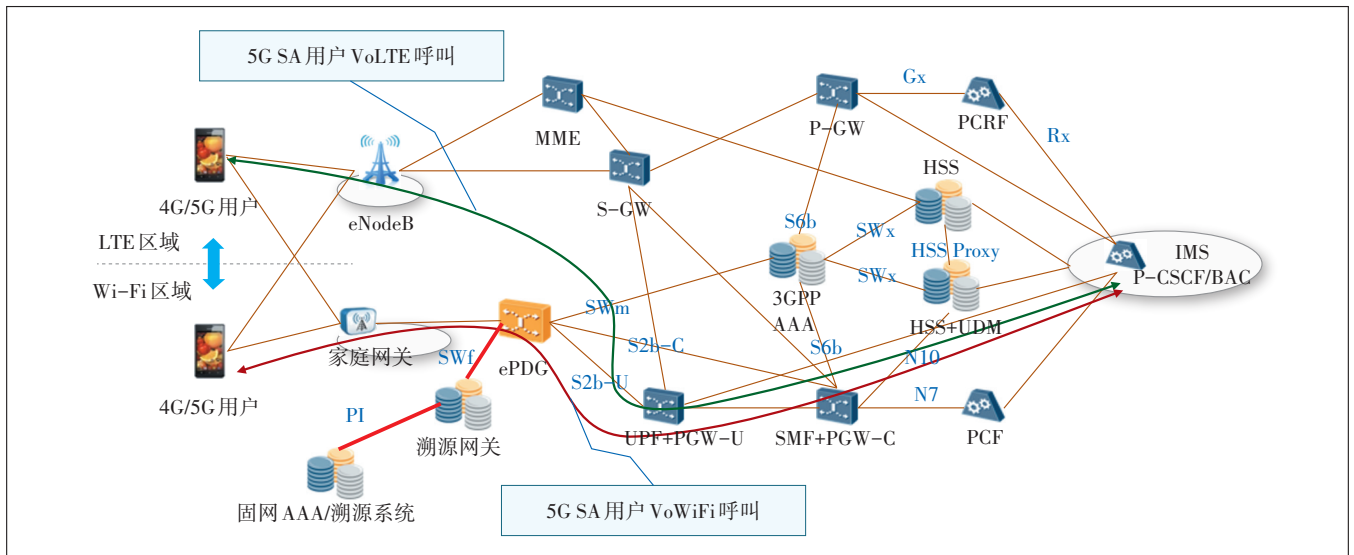 5G SA用户VoLTE呼叫
Gx
MME
P-GW
PCRF
Rx
HSS
4G/5G用户
eNodeB
S-GW
S6b
SWx
LTE区域
HSS Proxy
IMS
P-CSCF/BAC
Wi-Fi区域
SWx
3GPP
AAA
SWm
HSS+UDM
家庭网关
SWf
ePDG
S2b-C
S6b
N10
S2b-U
N7
4G/5G用户
PI
溯源网关
UPF+PGW-U
SMF+PGW-C
PCF
固网AAA/溯源系统
5G SA用户VoWiFi呼叫